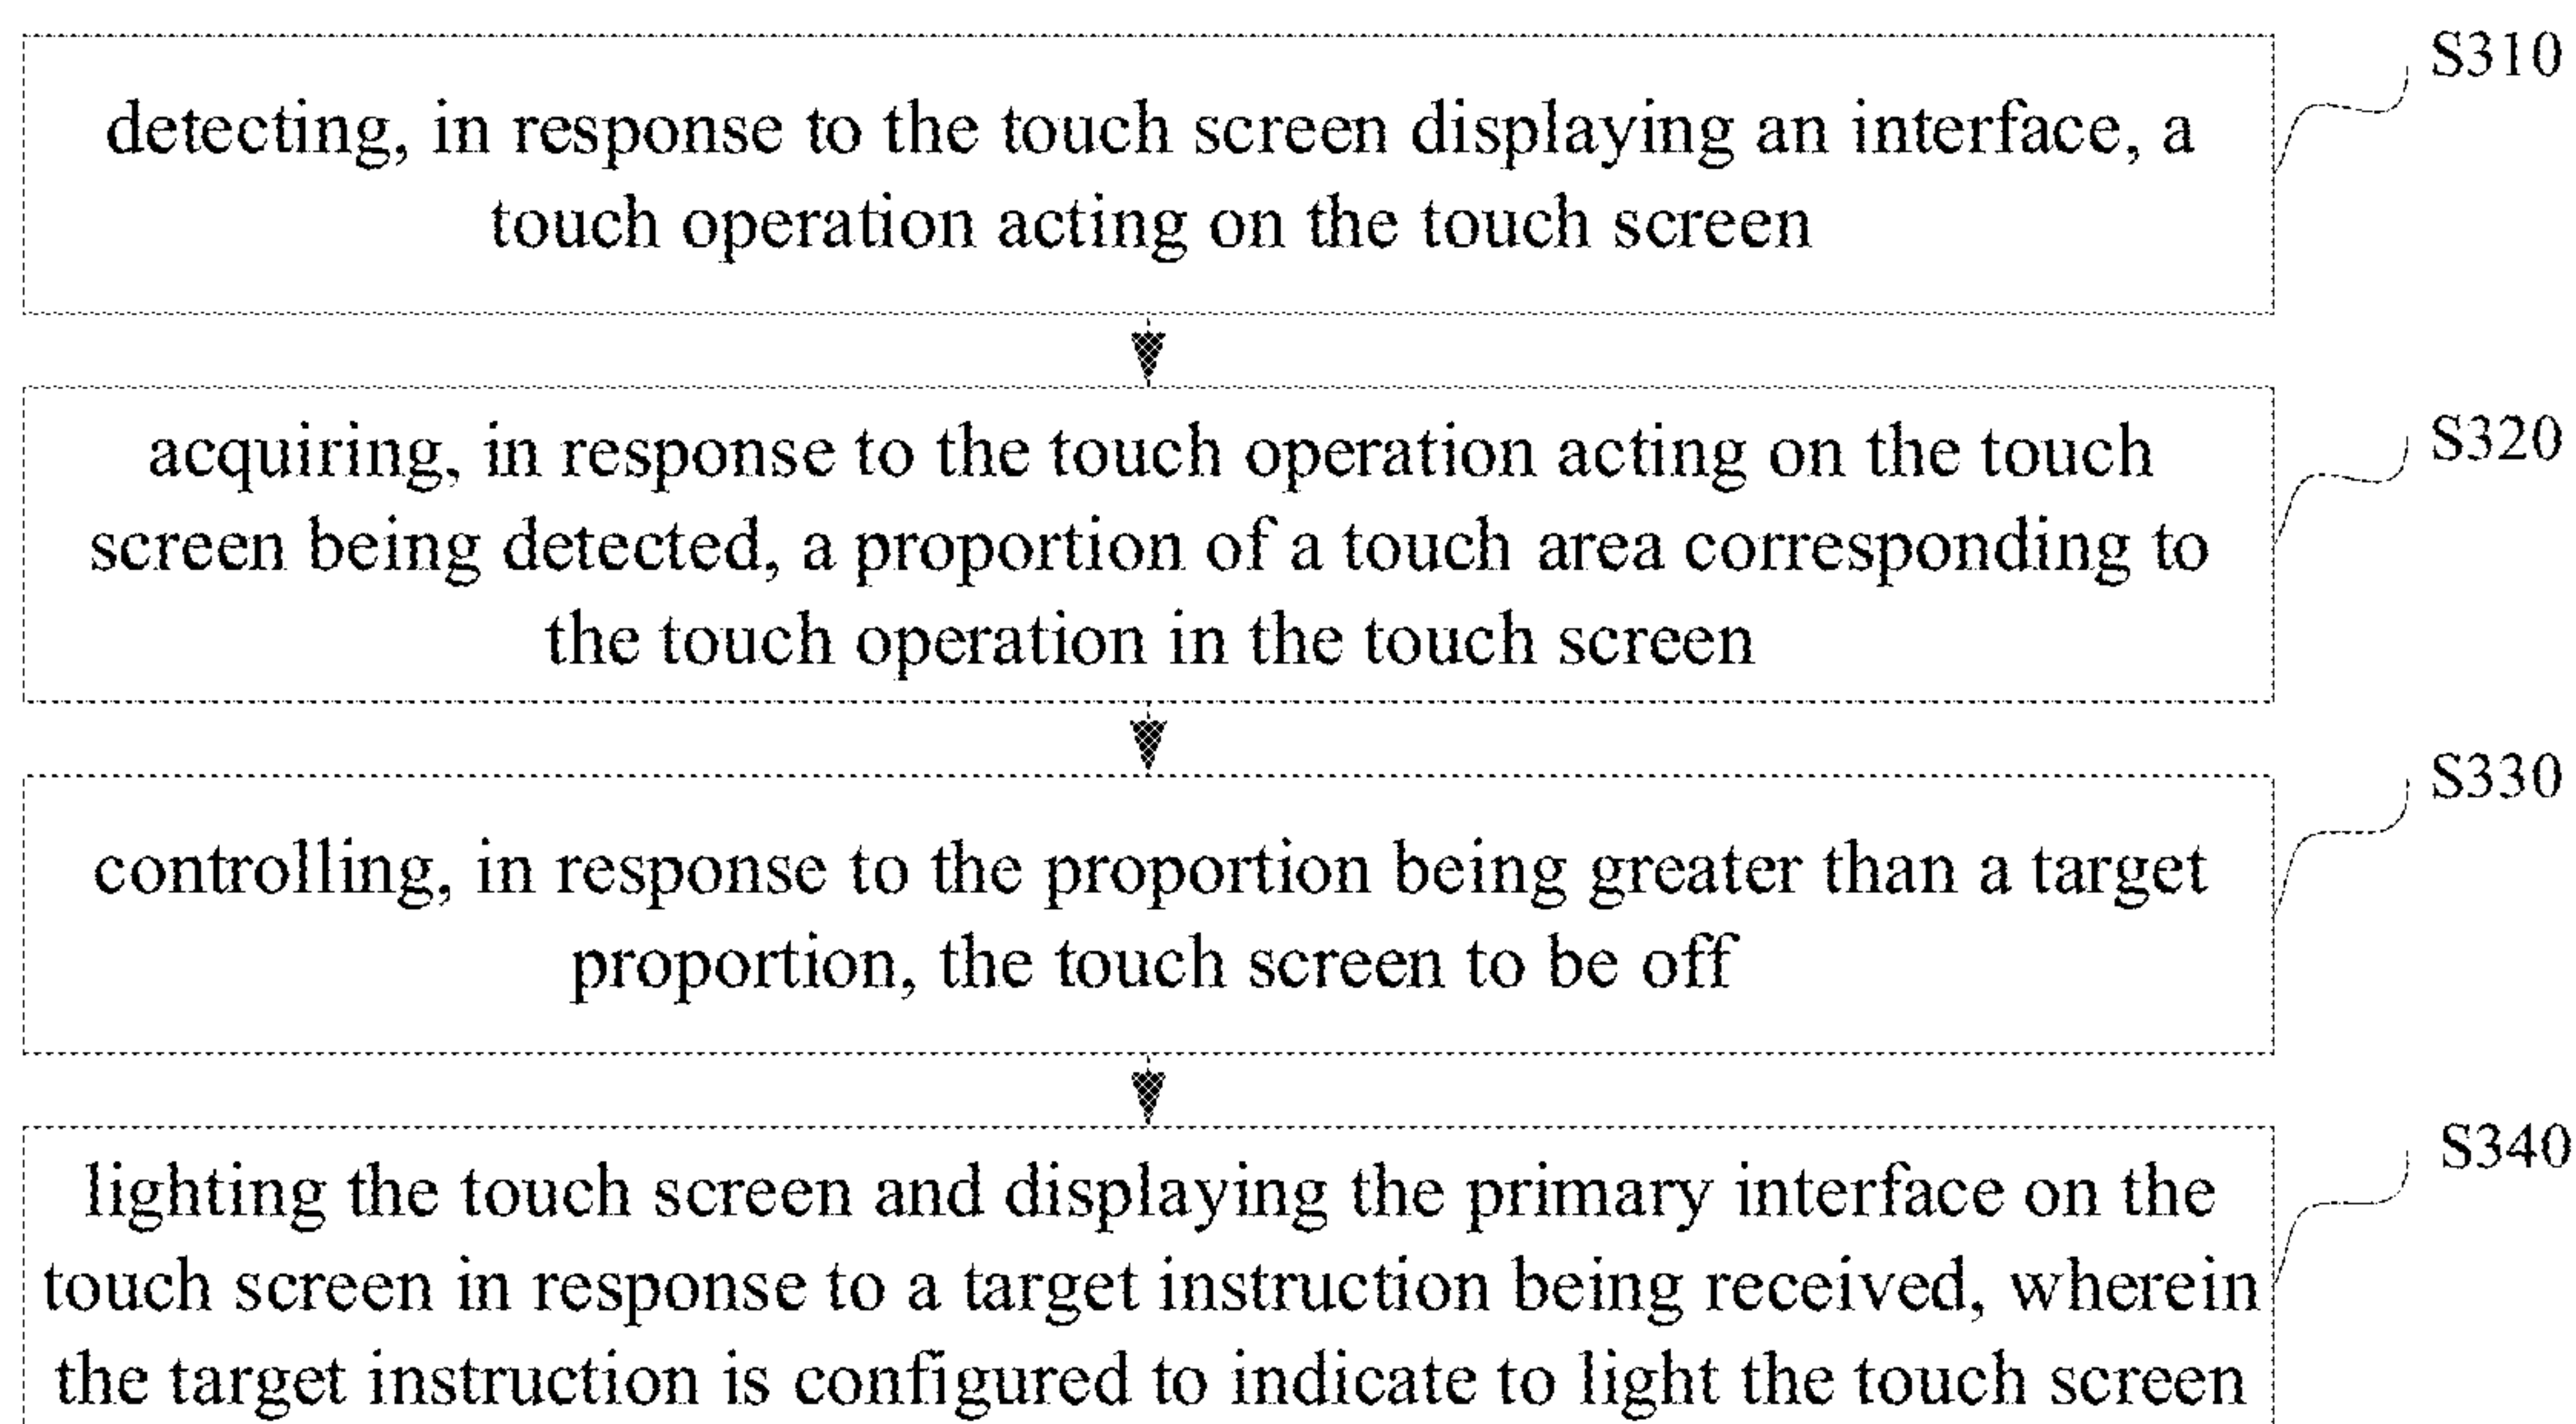 S310
detecting, in response to the touch screen displaying an interface, a
touch operation acting on the touch screen
S320
acquiring, in response to the touch operation acting on the touch
screen being detected, a proportion of a touch area corresponding to
the touch operation in the touch screen
S330
controlling, in response to the proportion being greater than a target
proportion, the touch screen to be off
S340
lighting the touch screen and displaying the primary interface on the
touch screen in response to a target instruction being received, wherein
the target instruction is configured to indicate to light the touch screen